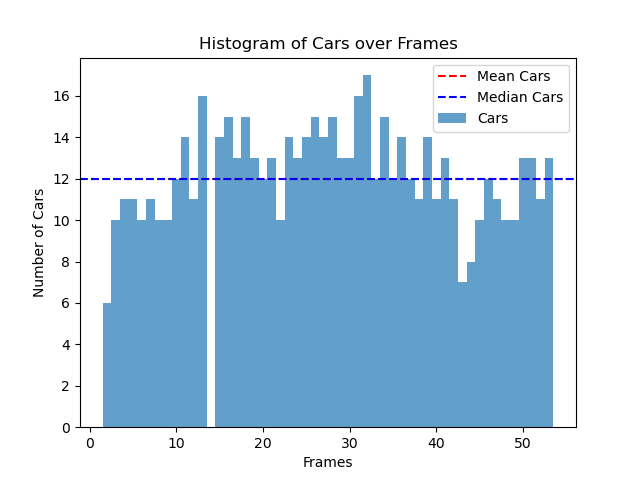 Histogram of Cars over Frames
Mean Cars
Median Cars
Cars
16
14
12
10
8
6
4
2
0
Number of Cars
0 10 20 30 40 50
Frames